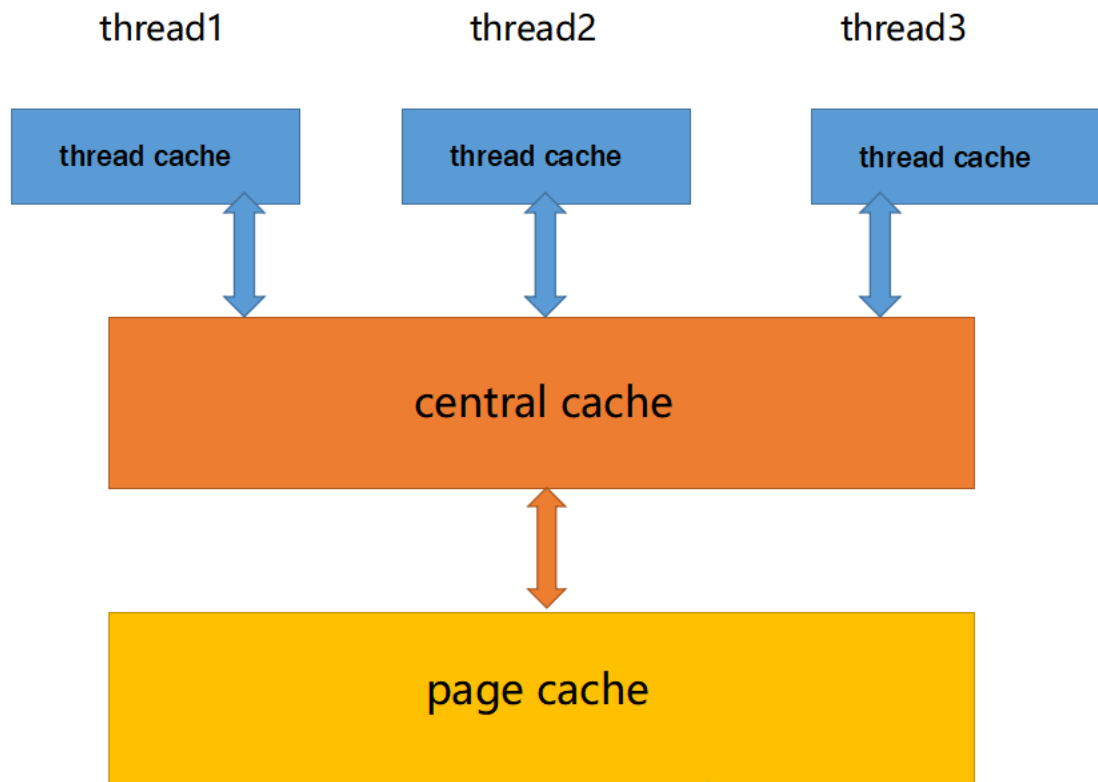 thread1
thread2
thread3
thread cache
thread cache
thread cache
central cache
page cache